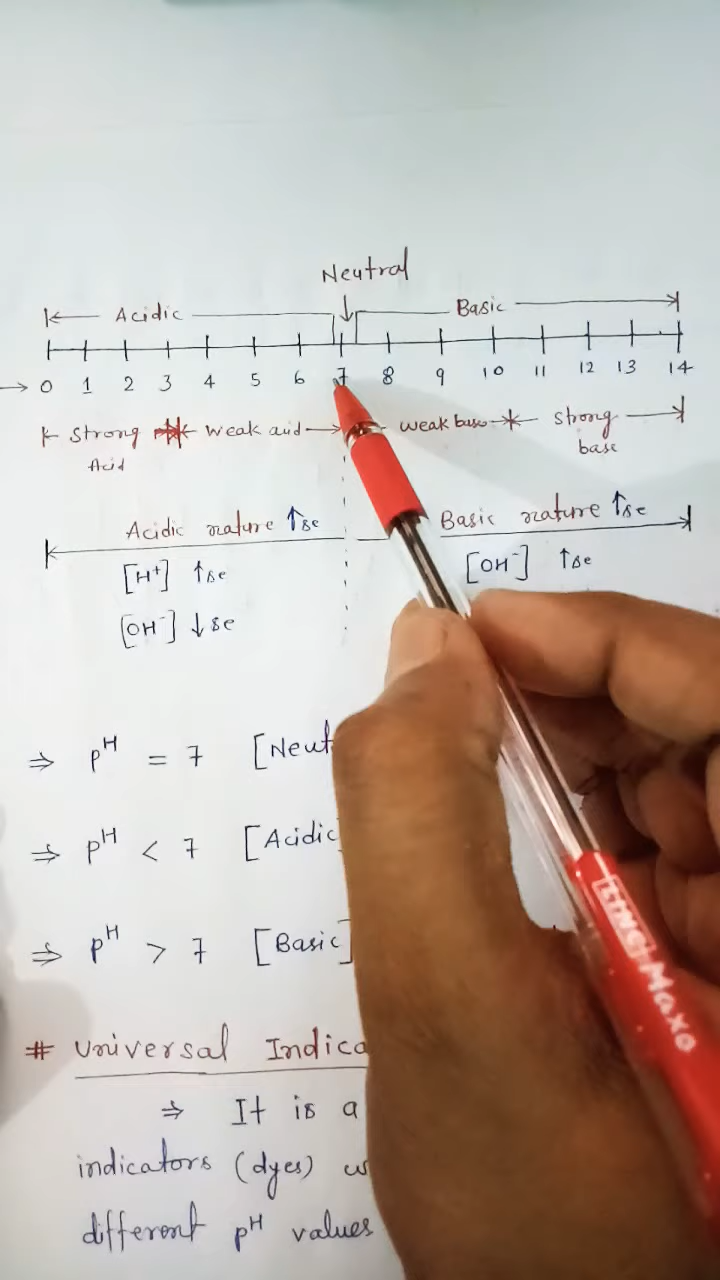 Neutral
Acidic
Basic
0 1 2 3 4 5 6 7 8 9 10 11 12 13 14
strong weak acid weak base strong
Acid base
Acidic nature ↑se Basic nature ↑se
[H⁺] ↑se [OH⁻] ↑se
[OH⁻] ↓se
⇒ pH = 7 [Neut
⇒ pH < 7 [Acidic
⇒ pH > 7 [Basic]
# Universal Indica
⇒ It is a
indicators (dyes) w
different pH values
LINC Maxo